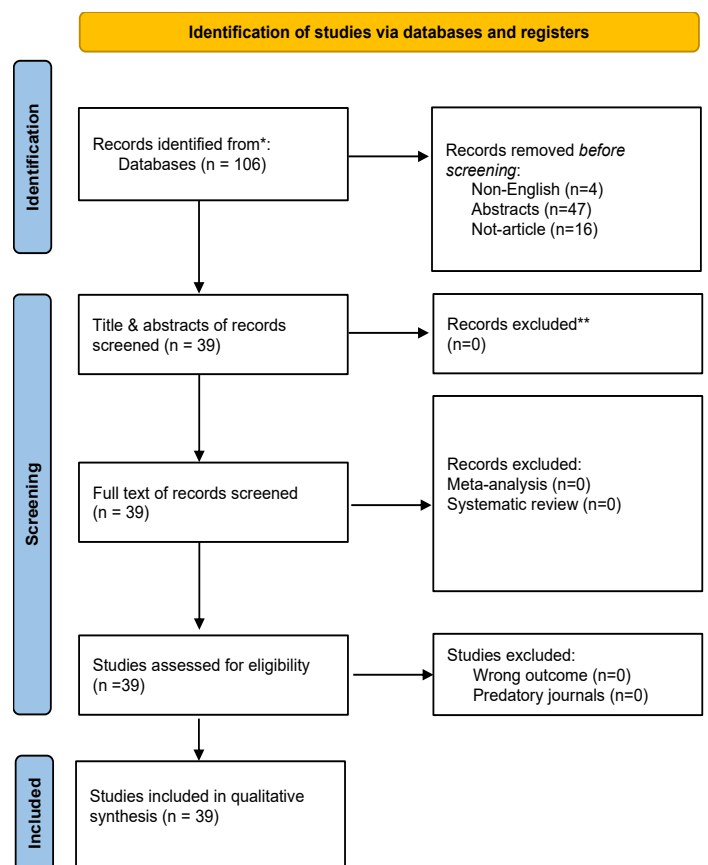 Identification of studies via databases and registers
Identification
Records identified from*:
Databases (n = 106)
Records removed before
screening:
Non-English (n=4)
Abstracts (n=47)
Not-article (n=16)
Screening
Title & abstracts of records
screened (n = 39)
Records excluded**
(n=0)
Full text of records screened
(n = 39)
Records excluded:
Meta-analysis (n=0)
Systematic review (n=0)
Studies assessed for eligibility
(n =39)
Studies excluded:
Wrong outcome (n=0)
Predatory journals (n=0)
Included
Studies included in qualitative
synthesis (n = 39)